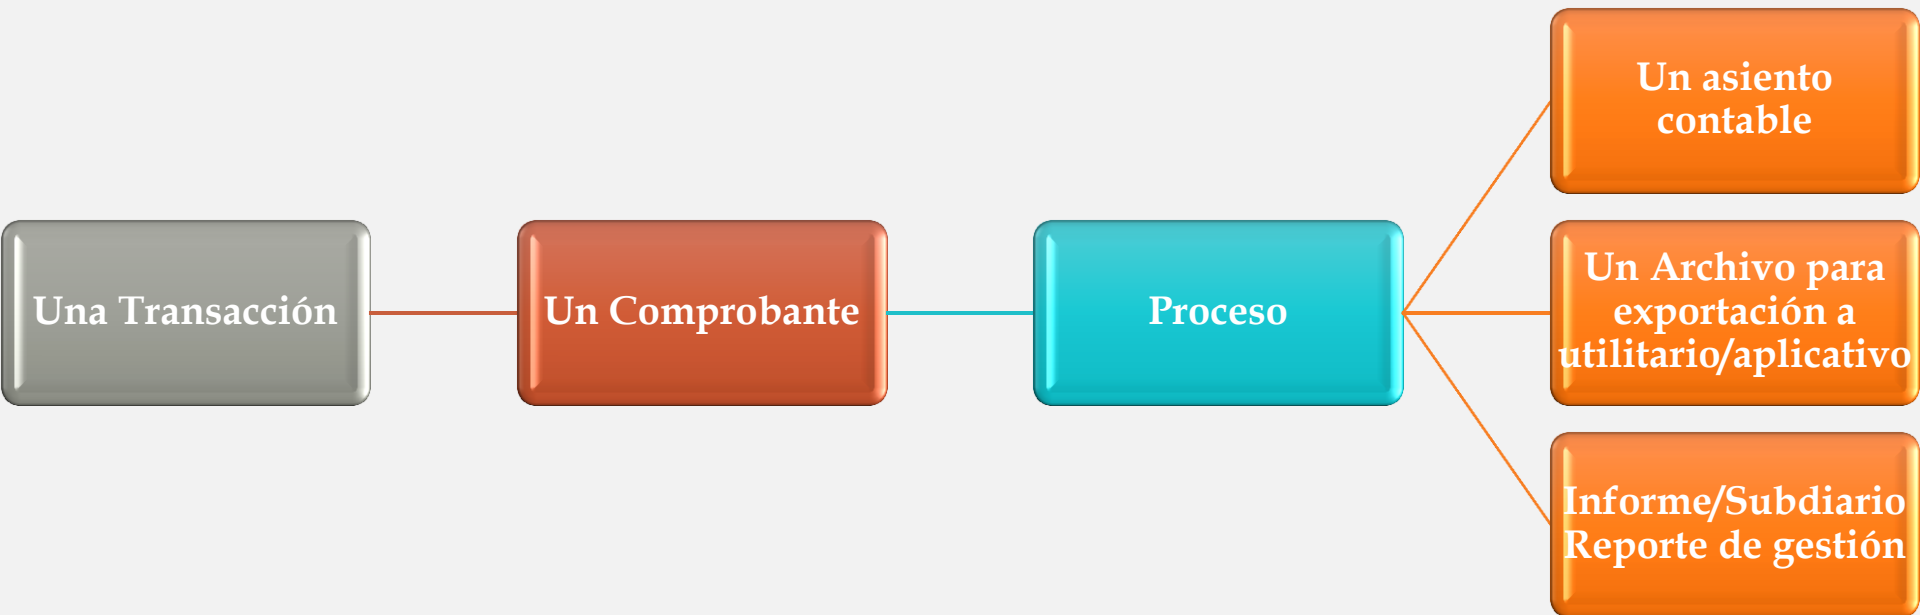 Una Transacción
Un Comprobante
Proceso
Un asiento
contable
Un Archivo para
exportación a
utilitario/aplicativo
Informe/Subdiario
Reporte de gestión